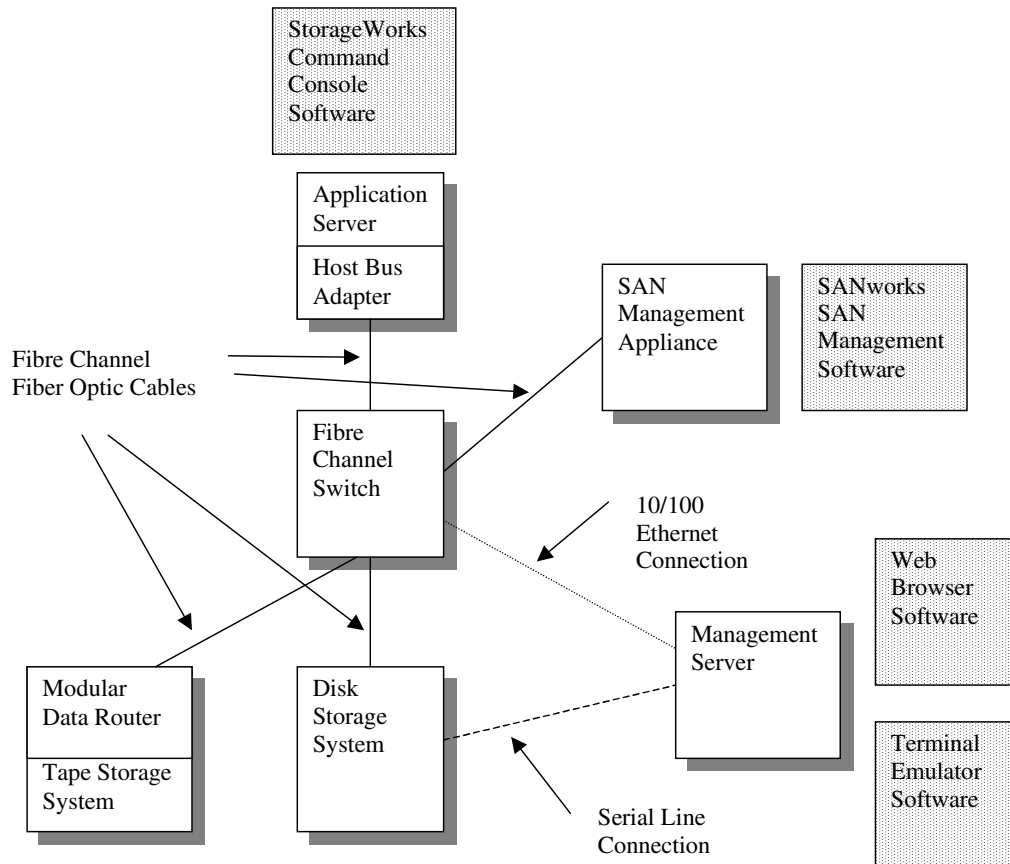 StorageWorks
Command
Console
Software
Application
Server
Host Bus
Adapter
SAN
Management
Appliance
SANworks
SAN
Management
Software
Fibre Channel
Fiber Optic Cables
Fibre
Channel
Switch
10/100
Ethernet
Connection
Web
Browser
Software
Management
Server
Modular
Data Router
Tape Storage
System
Disk
Storage
System
Terminal
Emulator
Software
Serial Line
Connection